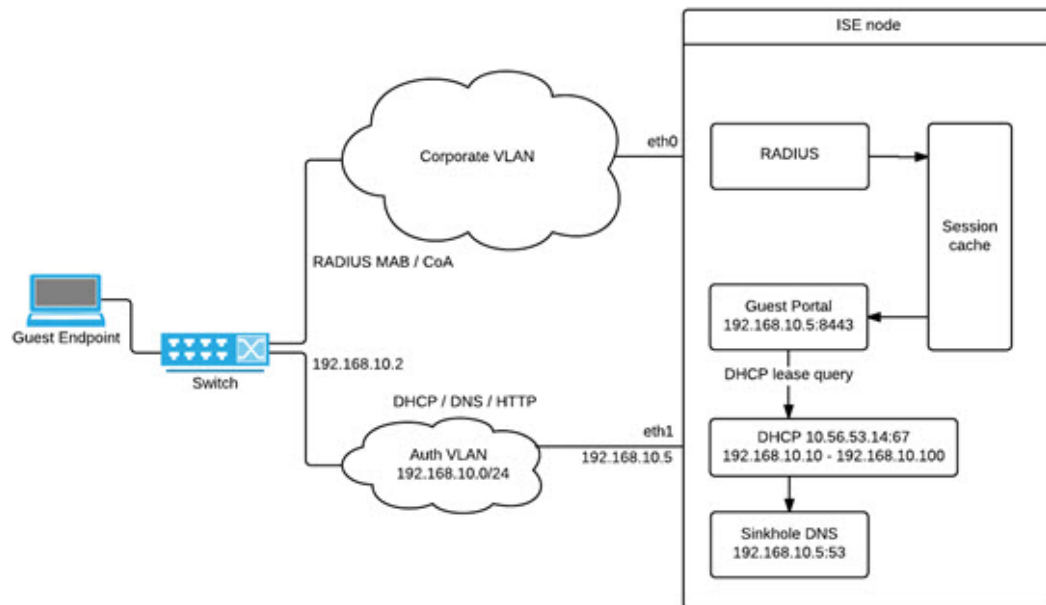 ISE node
Corporate VLAN
eth0
RADIUS
Session
cache
RADIUS MAB / CoA
Guest Endpoint
Switch
192.168.10.2
Guest Portal
192.168.10.5:8443
DHCP lease query
DHCP / DNS / HTTP
Auth VLAN
192.168.10.0/24
eth1
192.168.10.5
DHCP 10.56.53.14:67
192.168.10.10 - 192.168.10.100
Sinkhole DNS
192.168.10.5:53